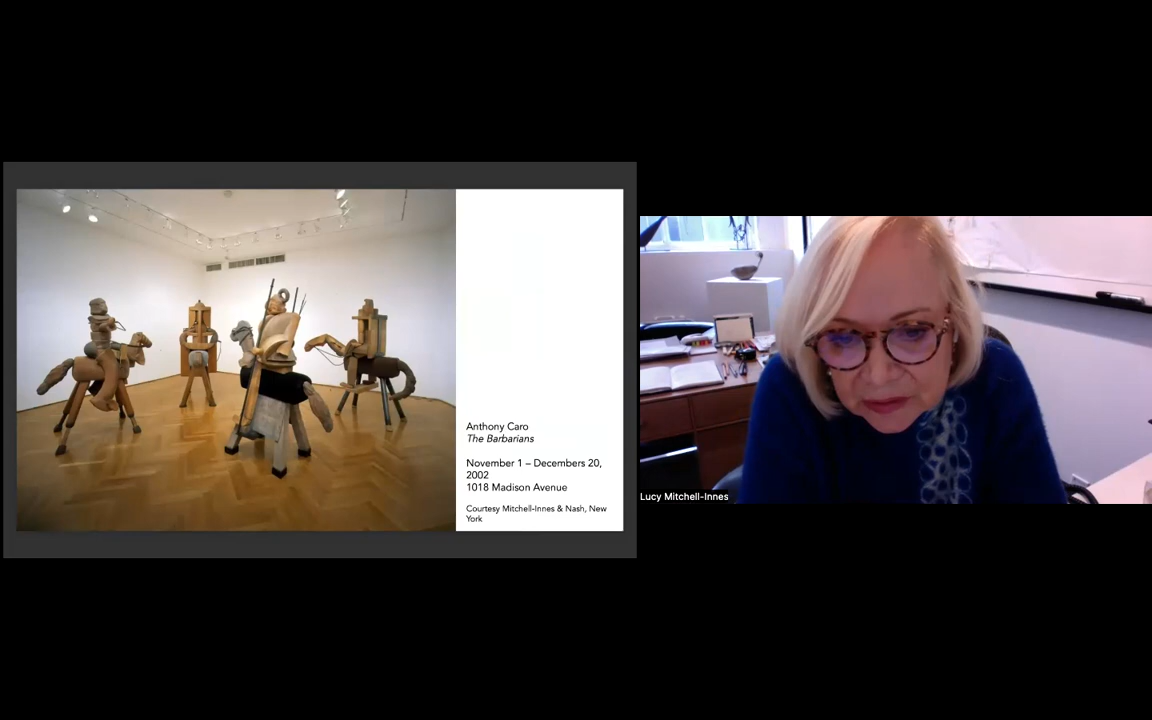 Anthony Caro
The Barbarians
November 1 – Decembers 20,
2002
1018 Madison Avenue
Courtesy Mitchell-Innes & Nash, New
York
Lucy Mitchell-Innes